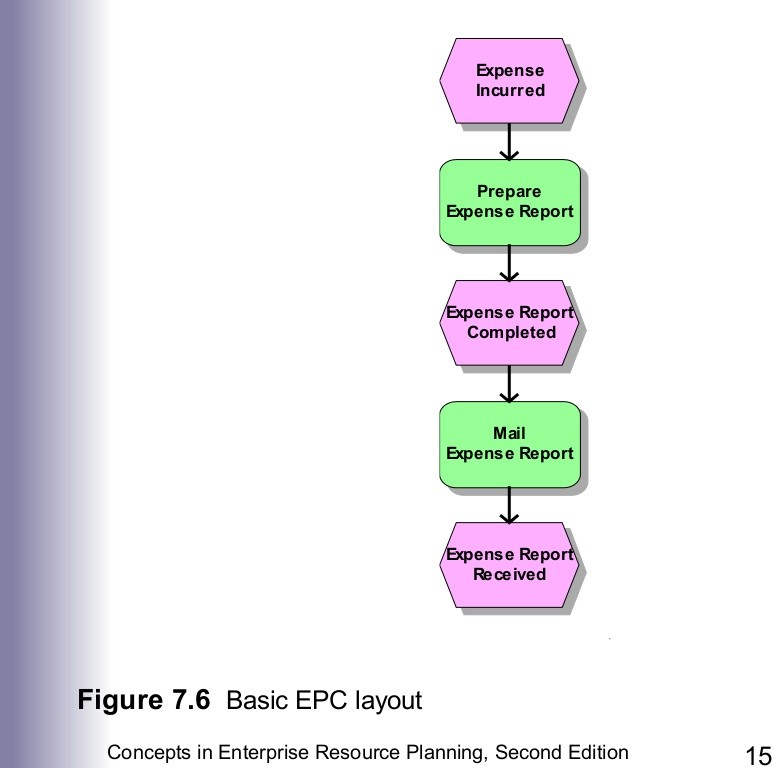 Expense
Incurred
Prepare
Expense Report
Expense Report
Completed
Mail
Expense Report
Expense Report
Received
Figure 7.6 Basic EPC layout
Concepts in Enterprise Resource Planning, Second Edition
15